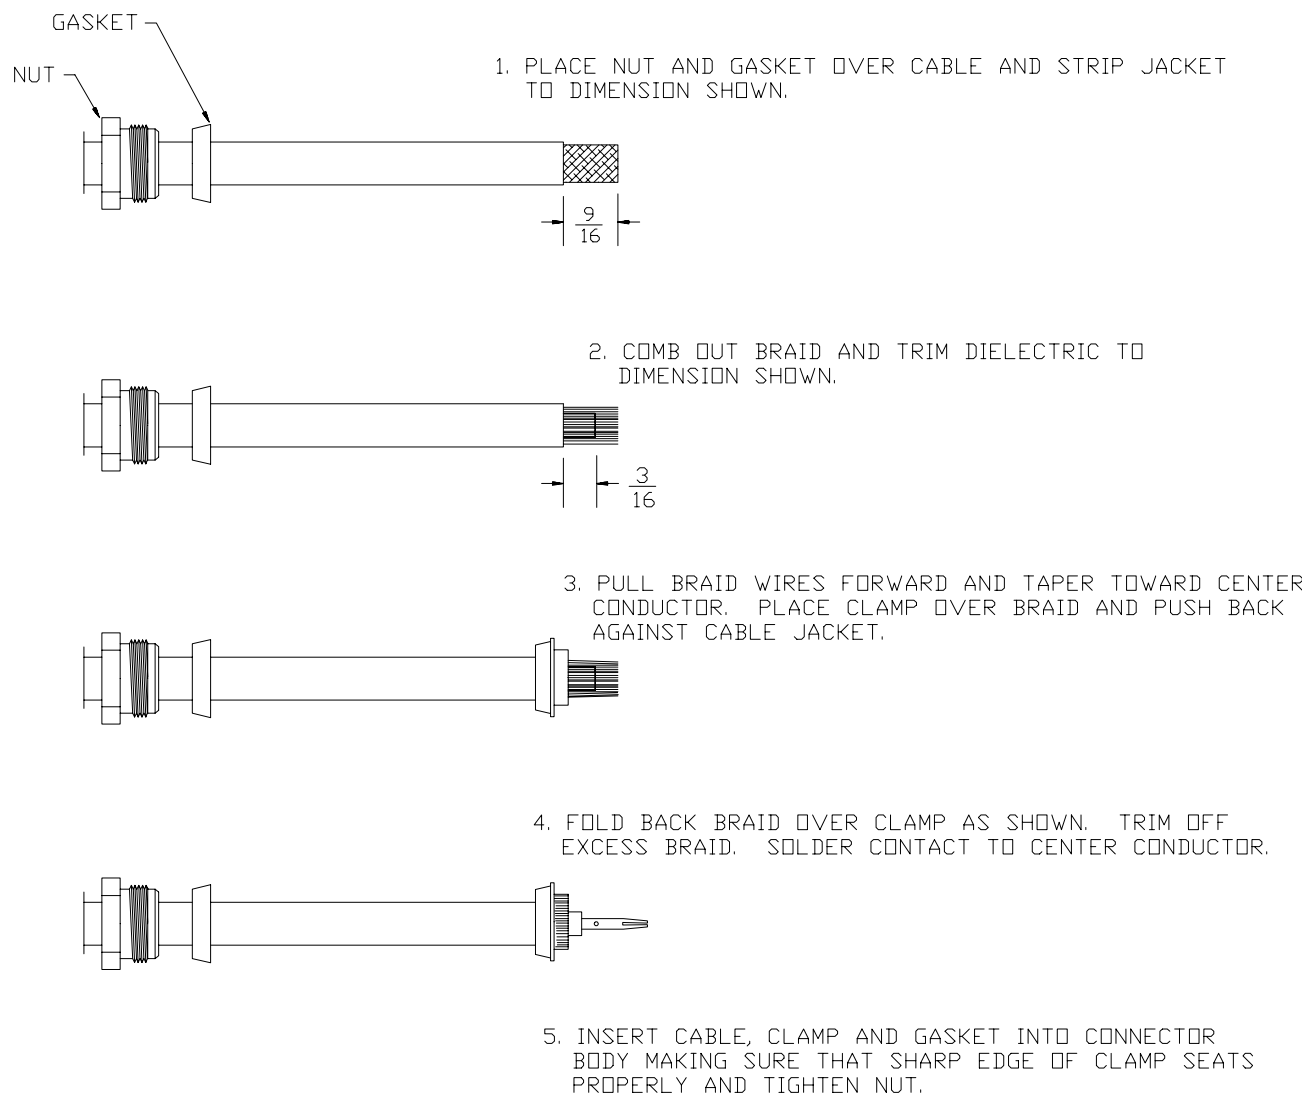 GASKET
NUT
1. PLACE NUT AND GASKET OVER CABLE AND STRIP JACKET
TO DIMENSION SHOWN.
9
16
2. COMB OUT BRAID AND TRIM DIELECTRIC TO
DIMENSION SHOWN.
3
16
3. PULL BRAID WIRES FORWARD AND TAPER TOWARD CENTER
CONDUCTOR. PLACE CLAMP OVER BRAID AND PUSH BACK
AGAINST CABLE JACKET.
4. FOLD BACK BRAID OVER CLAMP AS SHOWN. TRIM OFF
EXCESS BRAID. SOLDER CONTACT TO CENTER CONDUCTOR.
5. INSERT CABLE, CLAMP AND GASKET INTO CONNECTOR
BODY MAKING SURE THAT SHARP EDGE OF CLAMP SEATS
PROPERLY AND TIGHTEN NUT.